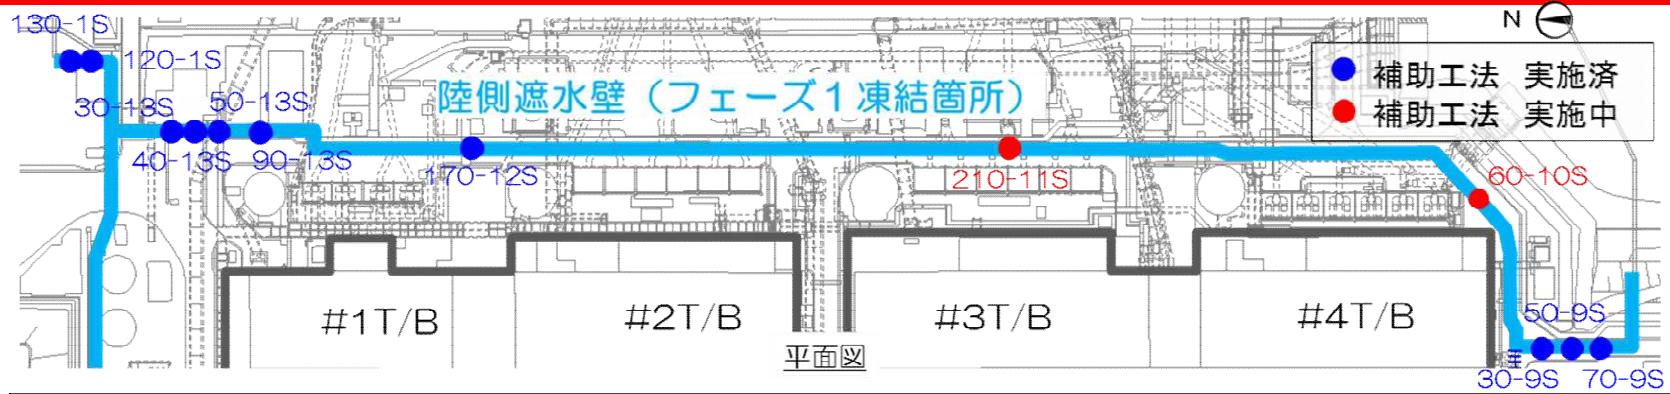 130-1S
120-1S
30-13S
50-13S
40-13S
90-13S
陸側遮水壁(フェーズ1凍結箇所)
170-12S
210-11S
60-10S
N
補助工法 実施済
補助工法 実施中
#1T/B
#2T/B
#3T/B
#4T/B
50-9S
30-9S
70-9S
平面図